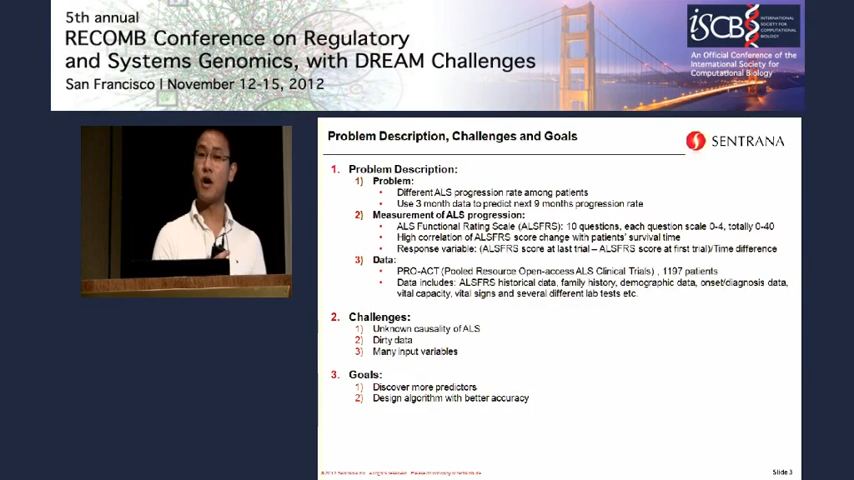 5th annual
RECOMB Conference on Regulatory
and Systems Genomics, with DREAM Challenges
San Francisco | November 12-15, 2012
iSCB
INTERNATIONAL
SOCIETY FOR
COMPUTATIONAL
BIOLOGY
An Official Conference of the
International Society for
Computational Biology
Problem Description, Challenges and Goals
SENTRANA
1. Problem Description:
1) Problem:
• Different ALS progression rate among patients
• Use 3 month data to predict next 9 months progression rate
2) Measurement of ALS progression:
• ALS Functional Rating Scale (ALSFRS): 10 questions, each question scale 0-4, totally 0-40
• High correlation of ALSFRS score change with patients' survival time
• Response variable: (ALSFRS score at last trial – ALSFRS score at first trial)/Time difference
3) Data:
• PRO-ACT (Pooled Resource Open-access ALS Clinical Trials) , 1197 patients
• Data includes: ALSFRS historical data, family history, demographic data, onset/diagnosis data,
vital capacity, vital signs and several different lab tests etc.
2. Challenges:
1) Unknown causality of ALS
2) Dirty data
3) Many input variables
3. Goals:
1) Discover more predictors
2) Design algorithm with better accuracy
Slide 3